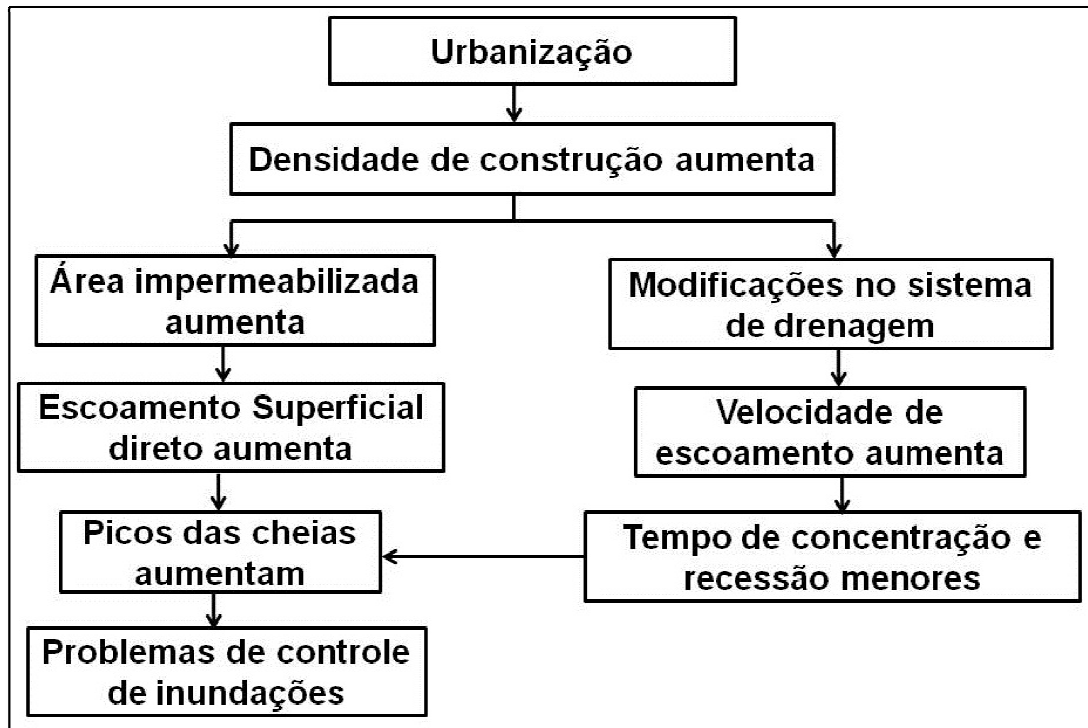 Urbanização
Densidade de construção aumenta
Área impermeabilizada
aumenta
Escoamento Superficial
direto aumenta
Picos das cheias
aumentam
Problemas de controle
de inundações
Modificações no sistema
de drenagem
Velocidade de
escoamento aumenta
Tempo de concentração e
recessão menores